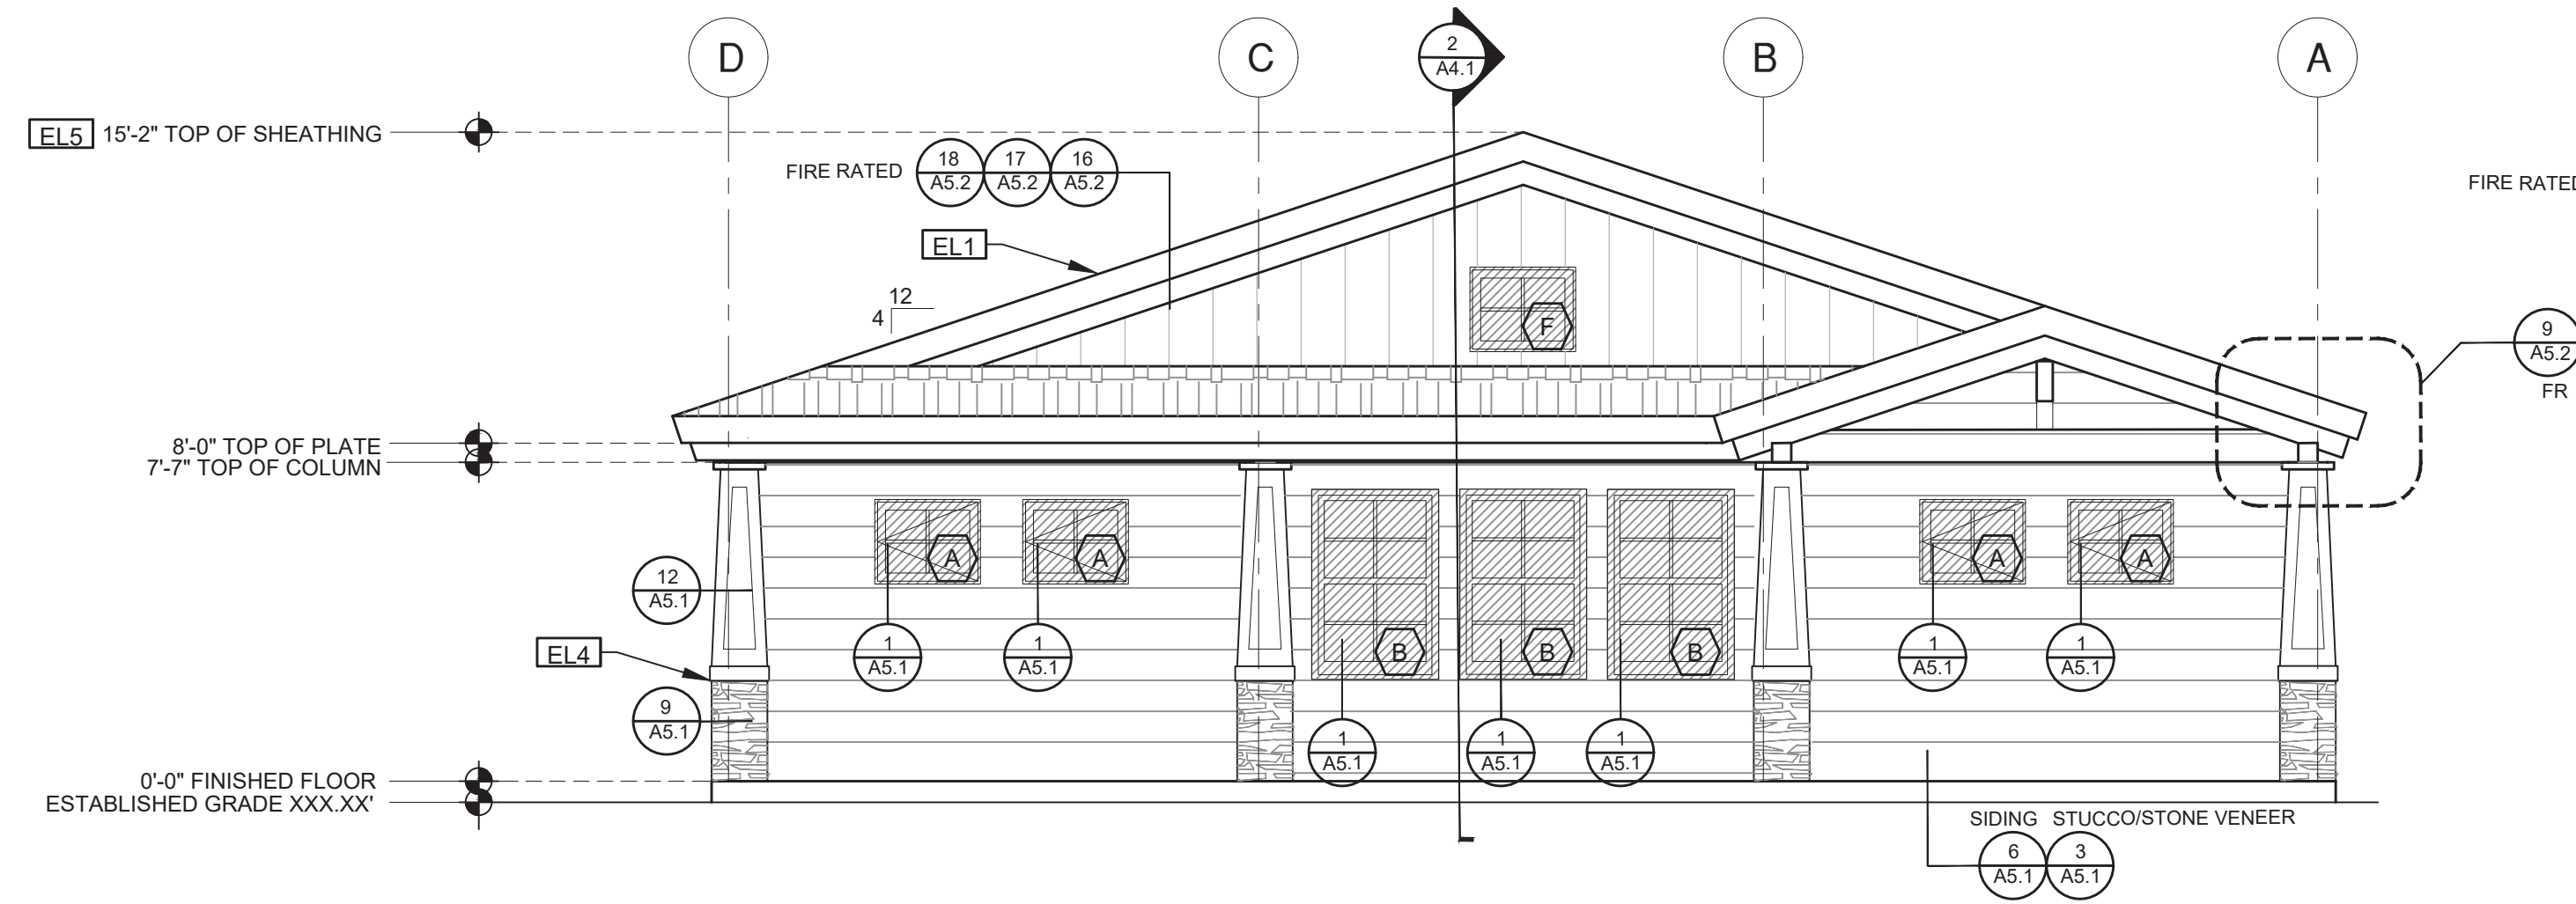 D
C
2
A4.1
B
A
EL5 15'-2" TOP OF SHEATHING
FIRE RATED
18
A5.2
17
A5.2
16
A5.2
FIRE RATED
EL1
12
4
F
9
A5.2
FR
8'-0" TOP OF PLATE
7'-7" TOP OF COLUMN
A
A
A
A
12
A5.1
EL4
1
A5.1
1
A5.1
B
B
B
1
A5.1
1
A5.1
9
A5.1
1
A5.1
1
A5.1
1
A5.1
0'-0" FINISHED FLOOR
ESTABLISHED GRADE XXX.XX'
SIDING STUCCO/STONE VENEER
6
A5.1
3
A5.1